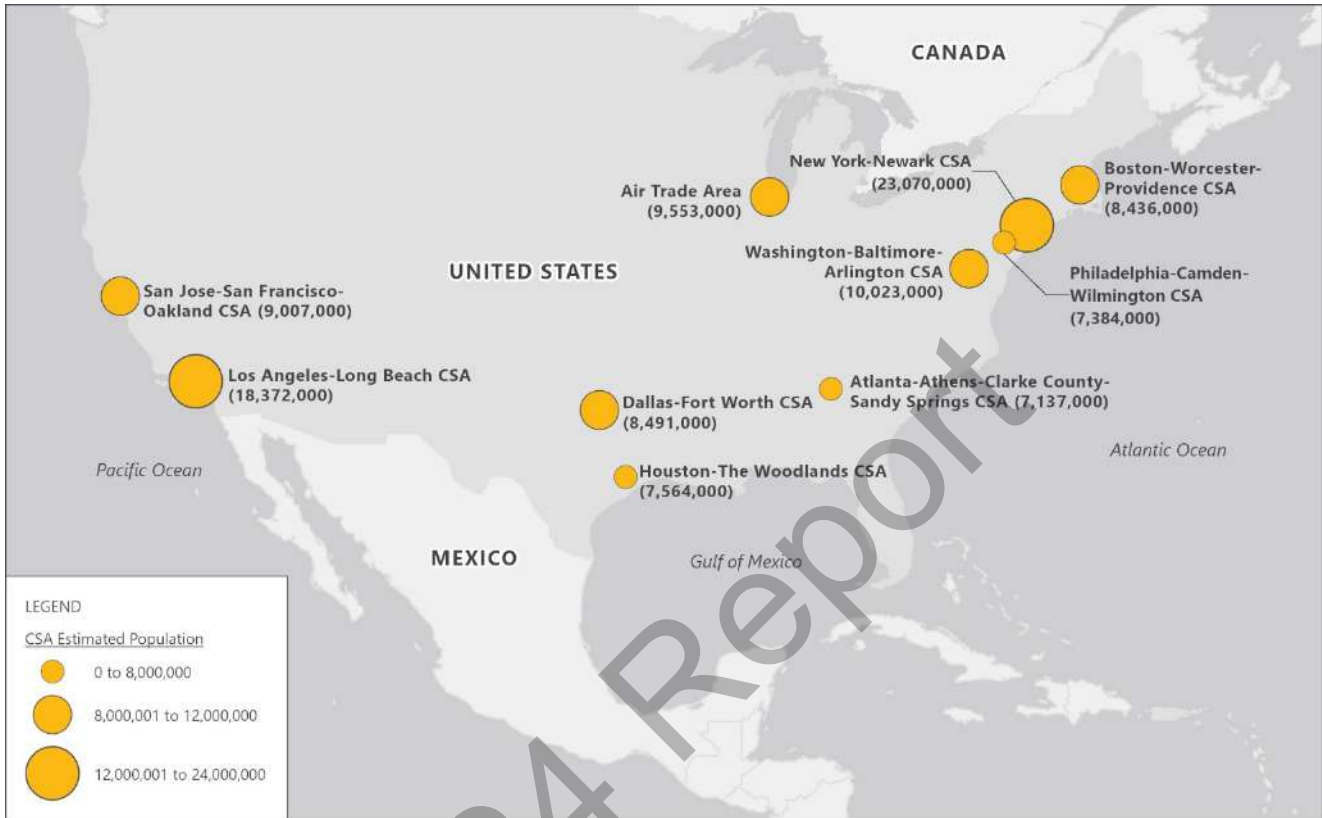 CANADA
New York-Newark CSA
(23,070,000)
Boston-Worcester-
Providence CSA
(8,436,000)
Air Trade Area
(9,553,000)
Washington-Baltimore-
Arlington CSA
(10,023,000)
UNITED STATES
Philadelphia-Camden-
Wilmington CSA
(7,384,000)
San Jose-San Francisco-
Oakland CSA (9,007,000)
Los Angeles-Long Beach CSA
(18,372,000)
Dallas-Fort Worth CSA
(8,491,000)
Atlanta-Athens-Clarke County-
Sandy Springs CSA (7,137,000)
Pacific Ocean
Atlantic Ocean
Houston-The Woodlands CSA
(7,564,000)
MEXICO
Gulf of Mexico
LEGEND
CSA Estimated Population
0 to 8,000,000
8,000,001 to 12,000,000
12,000,001 to 24,000,000
24 Report